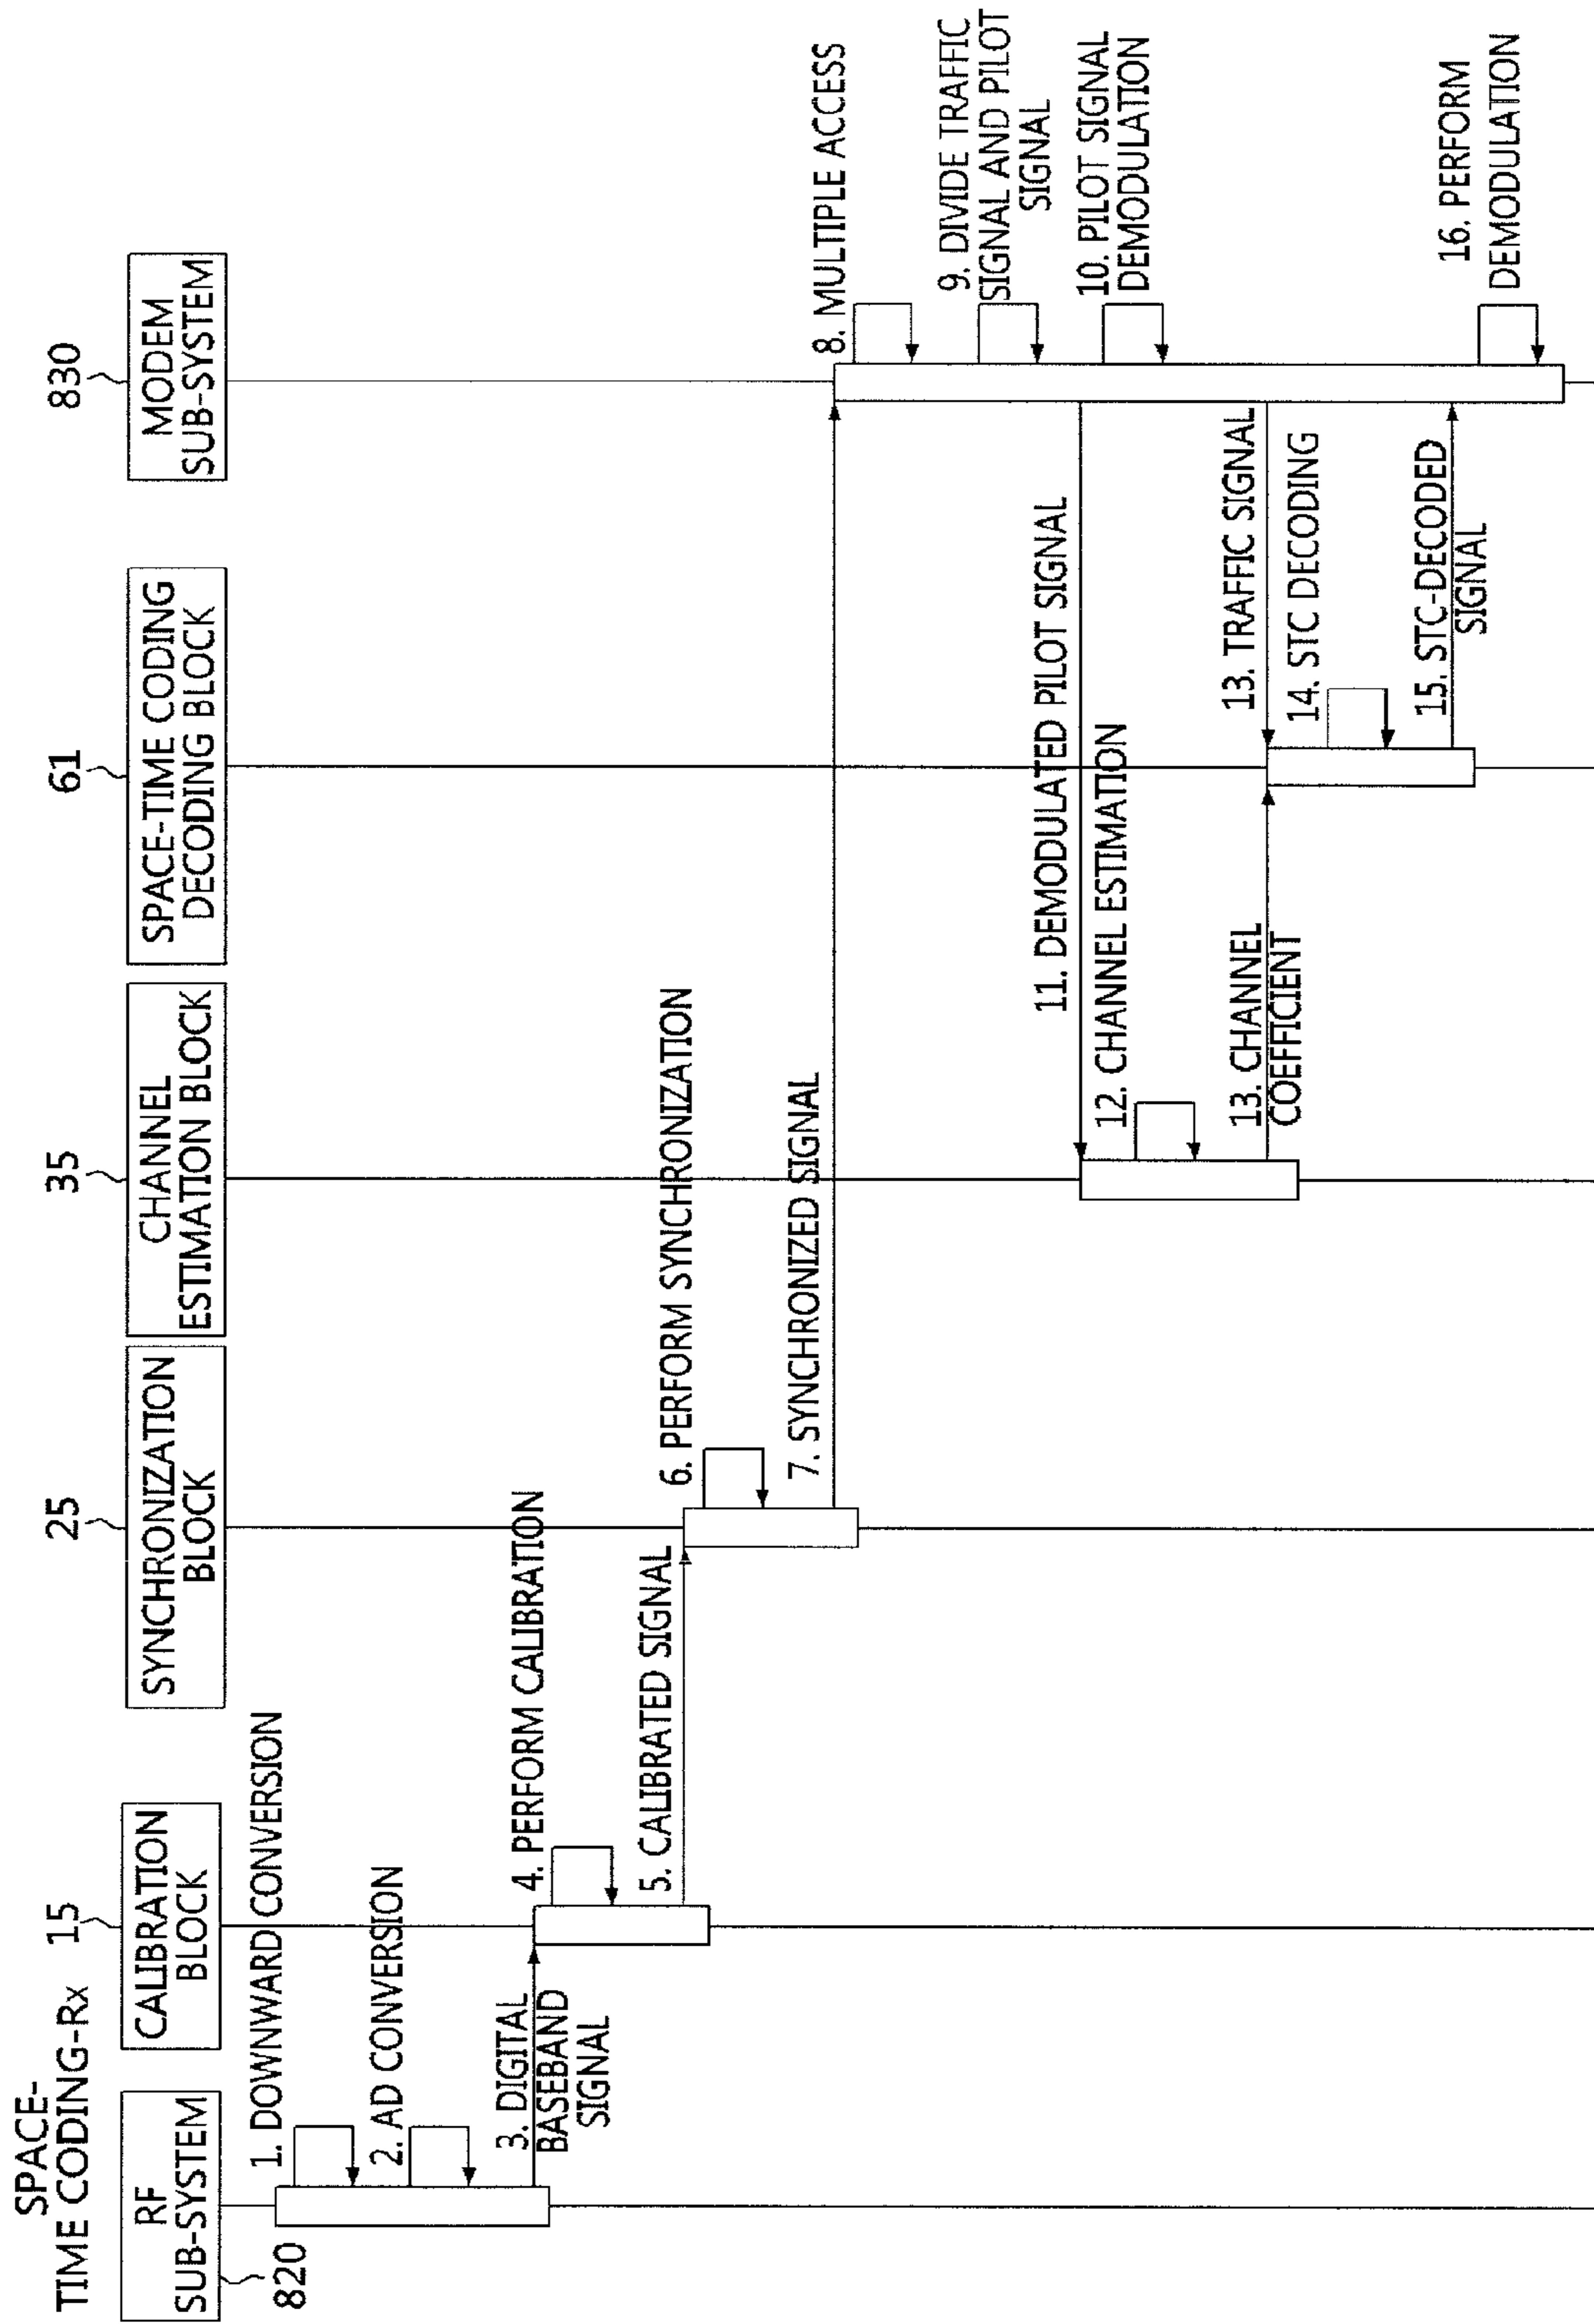 SPACE-
TIME CODING-Rx
RF
SUB-SYSTEM
820
15
CALIBRATION
BLOCK
25
SYNCHRONIZATION
BLOCK
35
CHANNEL
ESTIMATION BLOCK
61
SPACE-TIME CODING
DECODING BLOCK
830
MODEM
SUB-SYSTEM
1. DOWNWARD CONVERSION
2. AD CONVERSION
3. DIGITAL
BASEBAND
SIGNAL
4. PERFORM CALIBRATION
5. CALIBRATED SIGNAL
6. PERFORM SYNCHRONIZATION
7. SYNCHRONIZED SIGNAL
8. MULTIPLE ACCESS
9. DIVIDE TRAFFIC
SIGNAL AND PILOT
SIGNAL
10. PILOT SIGNAL
DEMODULATION
11. DEMODULATED PILOT SIGNAL
12. CHANNEL ESTIMATION
13. CHANNEL
COEFFICIENT
13. TRAFFIC SIGNAL
14. STC DECODING
15. STC-DECODED
SIGNAL
16. PERFORM
DEMODULATION